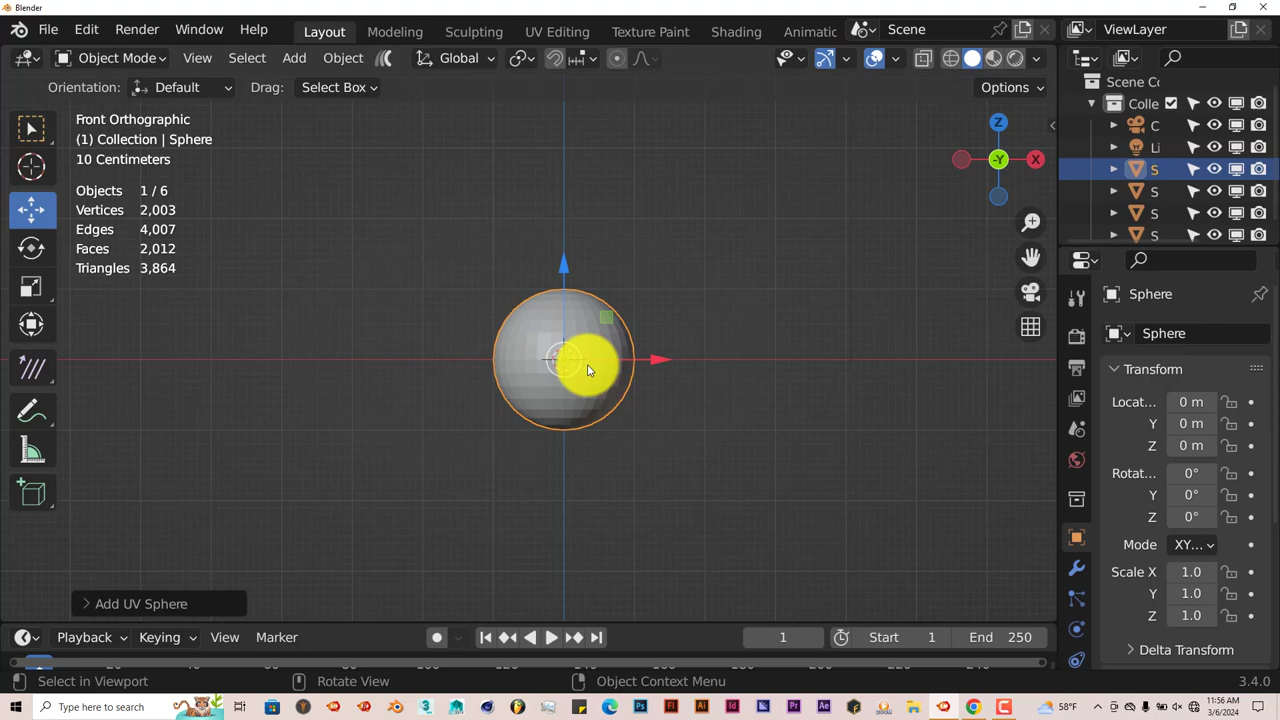 Blender
File Edit Render Window Help Layout Modeling Sculpting UV Editing Texture Paint Shading Animatic Scene ViewLayer
Object Mode View Select Add Object Global
Orientation: Default Drag: Select Box Options
Front Orthographic
(1) Collection | Sphere
10 Centimeters
Objects 1 / 6
Vertices 2,003
Edges 4,007
Faces 2,012
Triangles 3,864
Z
X
-Y
Scene Cc
Colle
C
Li
S
S
S
S
Sphere
Sphere
Transform
Locat... 0 m
Y 0 m
Z 0 m
Rotat... 0°
Y 0°
Z 0°
Mode XY...
Scale X 1.0
Y 1.0
Z 1.0
Delta Transform
Add UV Sphere
Playback Keying View Marker 1 Start 1 End 250
Select in Viewport Rotate View Object Context Menu 3.4.0
Type here to search 58°F 11:56 AM
3/6/2024